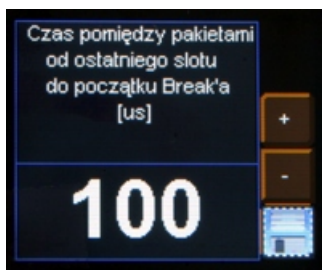 Czas pomiędzy pakietami
od ostatniego slotu
do początku Break'a
[us]
+
-
100